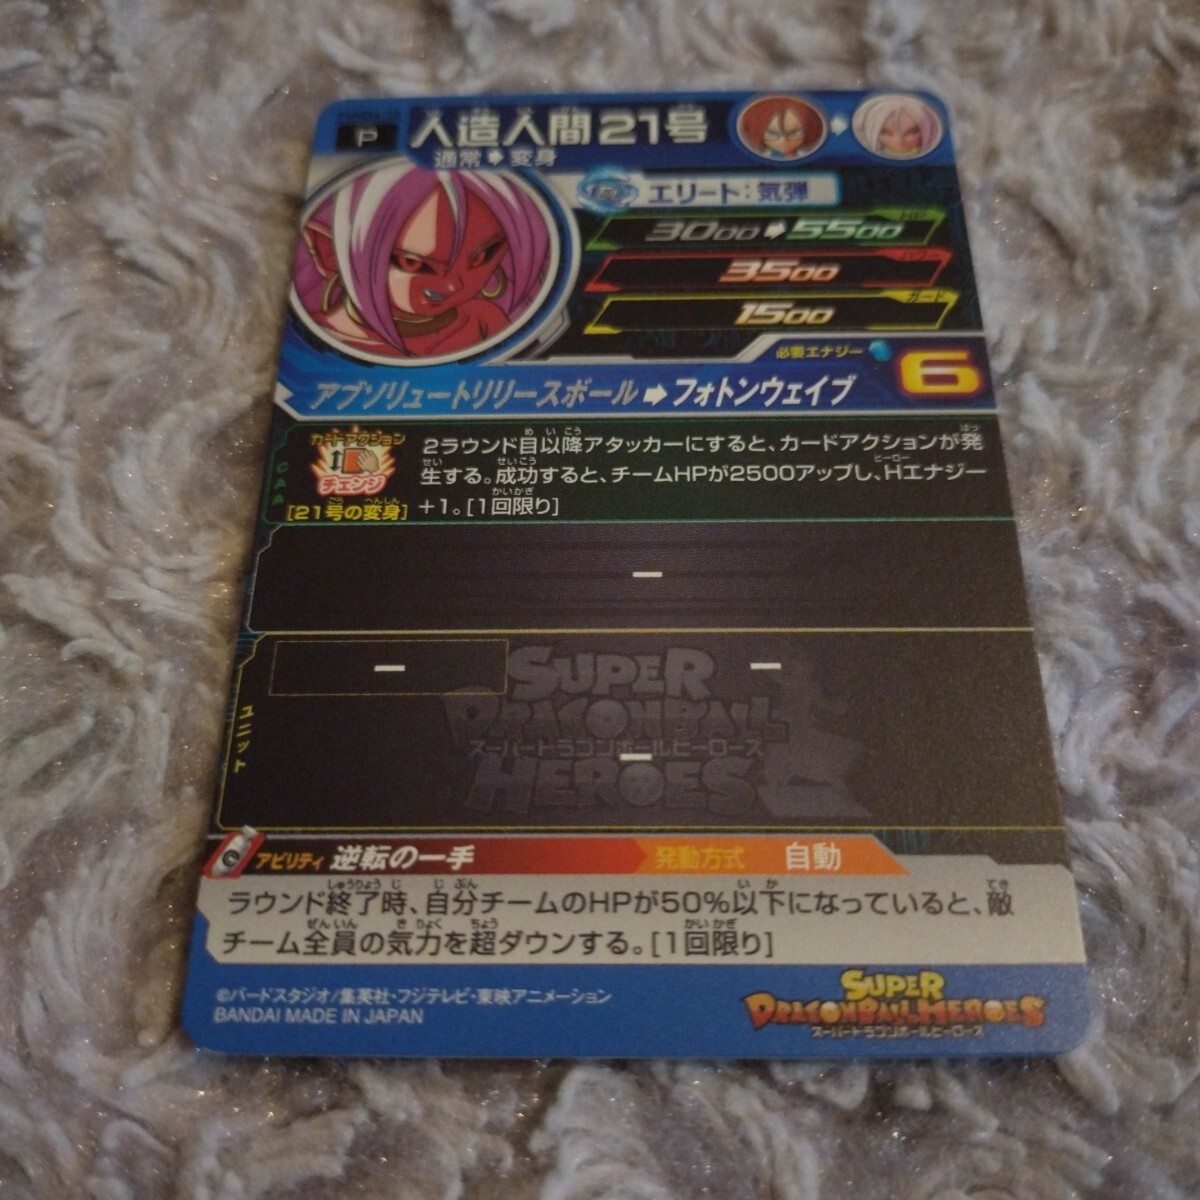 P
人造人間21号
通常➡変身
エリート:気弾
3000➡5500
パワー
3500
ガード
1500
必要エナジー
6
アブソリュートリリースボール➡フォトンウェイブ
カードアクション
チェンジ
CAA
[21号の変身]
2ラウンド目以降アタッカーにすると、カードアクションが発
生する。成功すると、チームHPが2500アップし、Hエナジー
+1。[1回限り]
ー
ー
ー
ー
ユニット
SUPER
DRAGONBALL
スーパードラゴンボールヒーローズ
HEROES
アビリティ 逆転の一手 発動方式 自動
ラウンド終了時、自分チームのHPが50%以下になっていると、敵
チーム全員の気力を超ダウンする。[1回限り]
©バードスタジオ/集英社・フジテレビ・東映アニメーション
BANDAI MADE IN JAPAN
SUPER
DRAGONBALL HEROES
スーパードラゴンボールヒーローズ